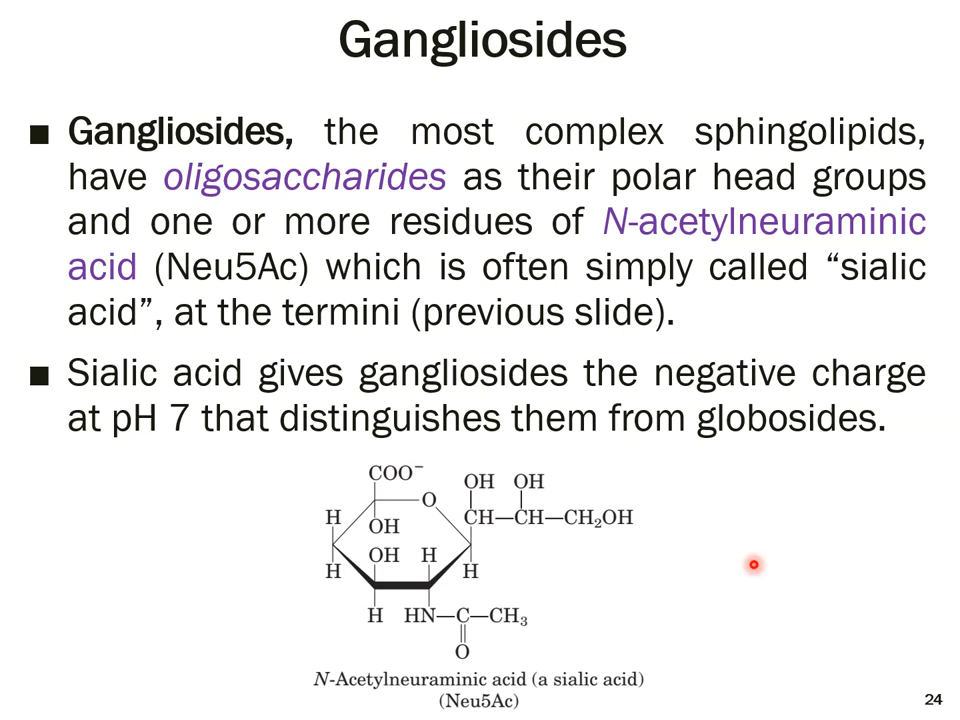 Gangliosides
■ Gangliosides, the most complex sphingolipids,
have oligosaccharides as their polar head groups
and one or more residues of N-acetylneuraminic
acid (Neu5Ac) which is often simply called “sialic
acid”, at the termini (previous slide).
■ Sialic acid gives gangliosides the negative charge
at pH 7 that distinguishes them from globosides.
COO⁻
OH OH
O
H
OH
CH—CH—CH₂OH
OH H
H
H
H HN—C—CH₃
O
N-Acetylneuraminic acid (a sialic acid)
(Neu5Ac)
24